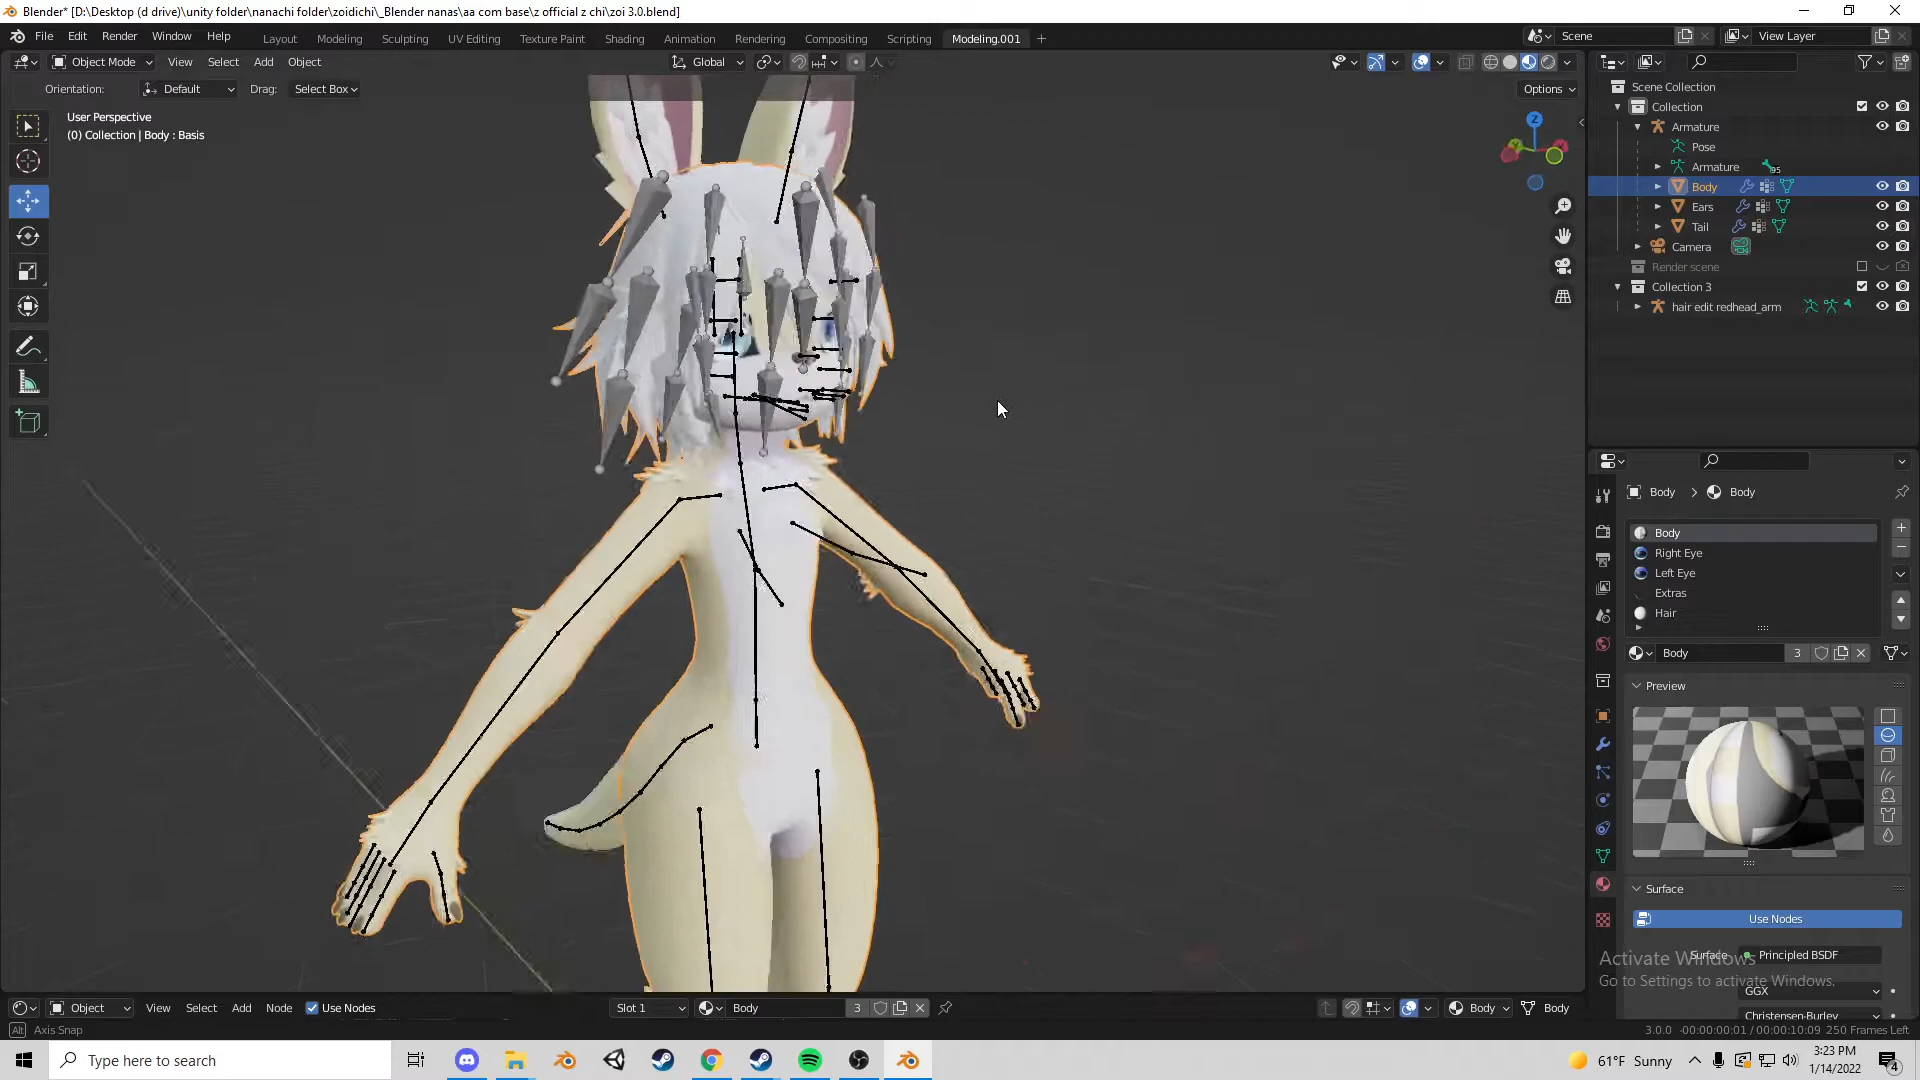 Blender* [D:\Desktop (d drive)\unity folder\nanachi folder\zoidichi\_Blender nanas\aa com base\z official z chi\zoi 3.0.blend]
File Edit Render Window Help
Layout Modeling Sculpting UV Editing Texture Paint Shading Animation Rendering Compositing Scripting Modeling.001
Scene
View Layer
Object Mode View Select Add Object
Global
Orientation: Default Drag: Select Box
Options
User Perspective
(0) Collection | Body : Basis
Z
Scene Collection
Collection
Armature
Pose
Armature 95
Body
Ears
Tail
Camera
Render scene
Collection 3
hair edit redhead_arm
Body > Body
Body
Right Eye
Left Eye
Extras
Hair
Body 3
Preview
Surface
Use Nodes
Surface Principled BSDF
GGX
Christensen-Burley
Activate Windows
Go to Settings to activate Windows.
Object View Select Add Node Use Nodes
Slot 1
Body 3
Body
Body
Alt Axis Snap
3.0.0 -00:00:00:01 / 00:00:10:09 250 Frames Left
Type here to search
61°F Sunny
3:23 PM
1/14/2022
4